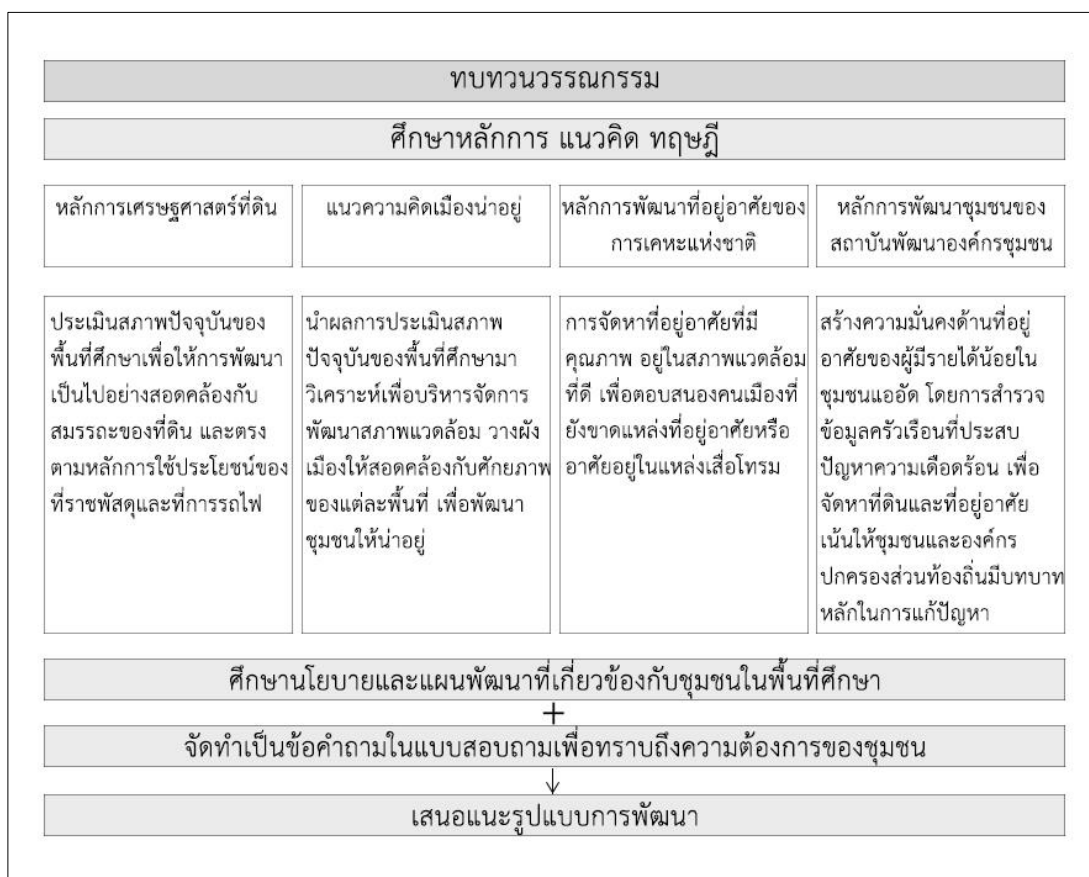 ทบทวนวรรณกรรม
ศึกษาหลักการ แนวคิด ทฤษฎี
หลักการเศรษฐศาสตร์ที่ดิน
แนวความคิดเมืองน่าอยู่
หลักการพัฒนาที่อยู่อาศัยของ
การเคหะแห่งชาติ
หลักการพัฒนาชุมชนของ
สถาบันพัฒนาองค์กรชุมชน
ประเมินสภาพปัจจุบันของ
พื้นที่ศึกษาเพื่อให้การพัฒนา
เป็นไปอย่างสอดคล้องกับ
สมรรถะของที่ดิน และตรง
ตามหลักการใช้ประโยชน์ของ
ที่ราชพัสดุและที่การรถไฟ
นำผลการประเมินสภาพ
ปัจจุบันของพื้นที่ศึกษามา
วิเคราะห์เพื่อบริหารจัดการ
พัฒนาสภาพแวดล้อม วางผัง
เมืองให้สอดคล้องกับศักยภาพ
ของแต่ละพื้นที่ เพื่อพัฒนา
ชุมชนให้น่าอยู่
การจัดหาที่อยู่อาศัยที่มี
คุณภาพ อยู่ในสภาพแวดล้อม
ที่ดี เพื่อตอบสนองคนเมืองที่
ยังขาดแหล่งที่อยู่อาศัยหรือ
อาศัยอยู่ในแหล่งเสื่อโทรม
สร้างความมั่นคงด้านที่อยู่
อาศัยของผู้มีรายได้น้อยใน
ชุมชนแออัด โดยการสำรวจ
ข้อมูลครัวเรือนที่ประสบ
ปัญหาความเดือดร้อน เพื่อ
จัดหาที่ดินและที่อยู่อาศัย
เน้นให้ชุมชนและองค์กร
ปกครองส่วนท้องถิ่นมีบทบาท
หลักในการแก้ปัญหา
ศึกษานโยบายและแผนพัฒนาที่เกี่ยวข้องกับชุมชนในพื้นที่ศึกษา
+
จัดทำเป็นข้อคำถามในแบบสอบถามเพื่อทราบถึงความต้องการของชุมชน
↓
เสนอแนะรูปแบบการพัฒนา